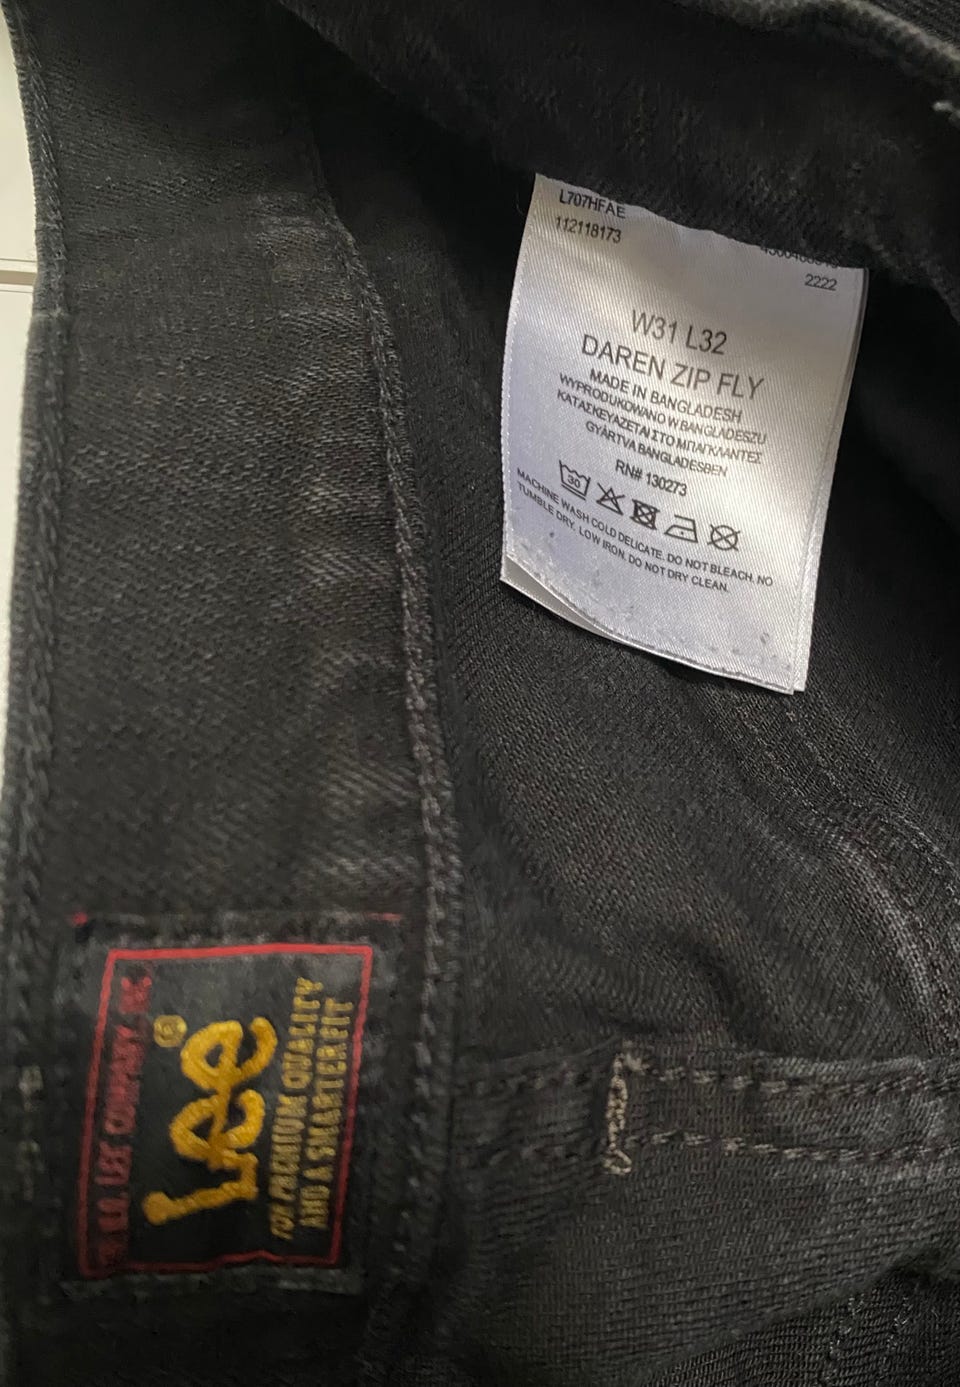 L707HFAE
112118173
2222
W31 L32
DAREN ZIP FLY
MADE IN BANGLADESH
WYPRODUKOWANO W BANGLADESZU
ΚΑΤΑΣΚΕΥΑΖΕΤΑΙ ΣΤΟ ΜΠΑΓΚΛΑΝΤΕΣ
GYÁRTVA BANGLADESBEN
RN# 130273
30
MACHINE WASH COLD DELICATE. DO NOT BLEACH. NO
TUMBLE DRY. LOW IRON. DO NOT DRY CLEAN.
H.D. LEE COMPANY, INC.
Lee®
FOR FASHION QUALITY
AND A SMARTER FIT